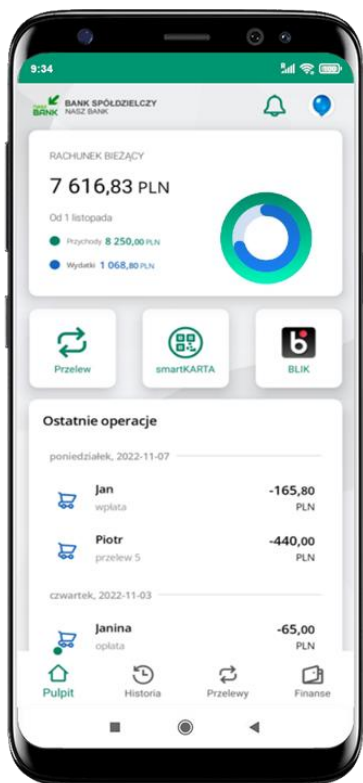 9:34
NASZ BANK
BANK SPÓŁDZIELCZY
NASZ BANK
RACHUNEK BIEŻĄCY
7 616,83 PLN
Od 1 listopada
Przychody 8 250,00 PLN
Wydatki 1 068,80 PLN
Przelew
smartKARTA
BLIK
Ostatnie operacje
poniedziałek, 2022-11-07
Jan -165,80
wpłata PLN
Piotr -440,00
przelew 5 PLN
czwartek, 2022-11-03
Janina -65,00
opłata PLN
Pulpit Historia Przelewy Finanse